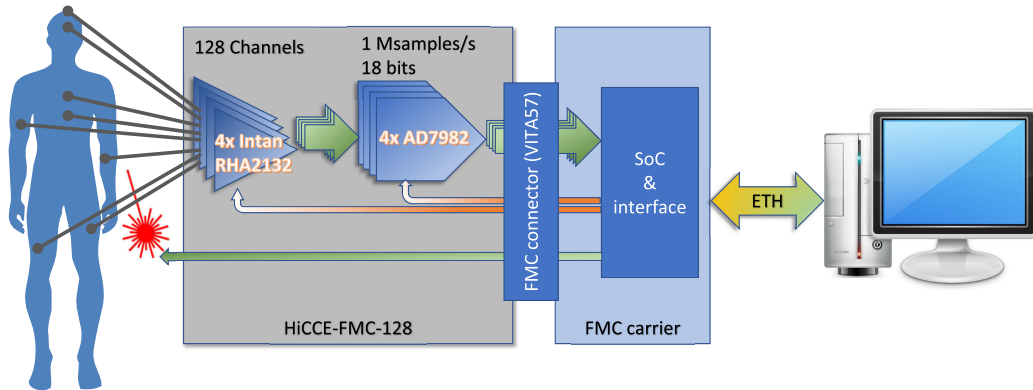 128 Channels
1 Msamples/s
18 bits
4x Intan
RHA2132
4x AD7982
FMC connector (VITA57)
SoC
&
interface
ETH
HiCCE-FMC-128
FMC carrier